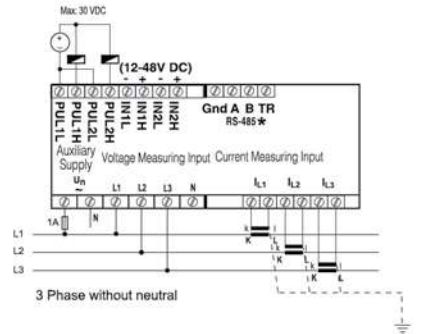 Max: 30 VDC
(12-48V DC)
- + - +
PUL1L PUL1H PUL2L PUL2H IN1L IN1H IN2L IN2H
Gnd A B TR
RS-485*
Auxiliary Supply
Voltage Measuring Input
Current Measuring Input
Un
~
L1 L2 L3 N
IL1 IL2 IL3
1A
N
L1
L2
L3
k l
K L
k l
K L
k l
K L
3 Phase without neutral